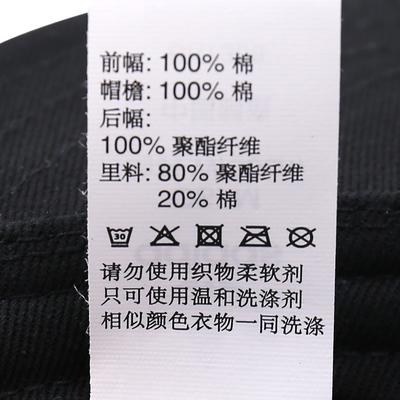 前幅: 100% 棉
帽檐: 100% 棉
后幅:
100% 聚酯纤维
里料: 80% 聚酯纤维
20% 棉
30
请勿使用织物柔软剂
只可使用温和洗涤剂
相似颜色衣物一同洗涤